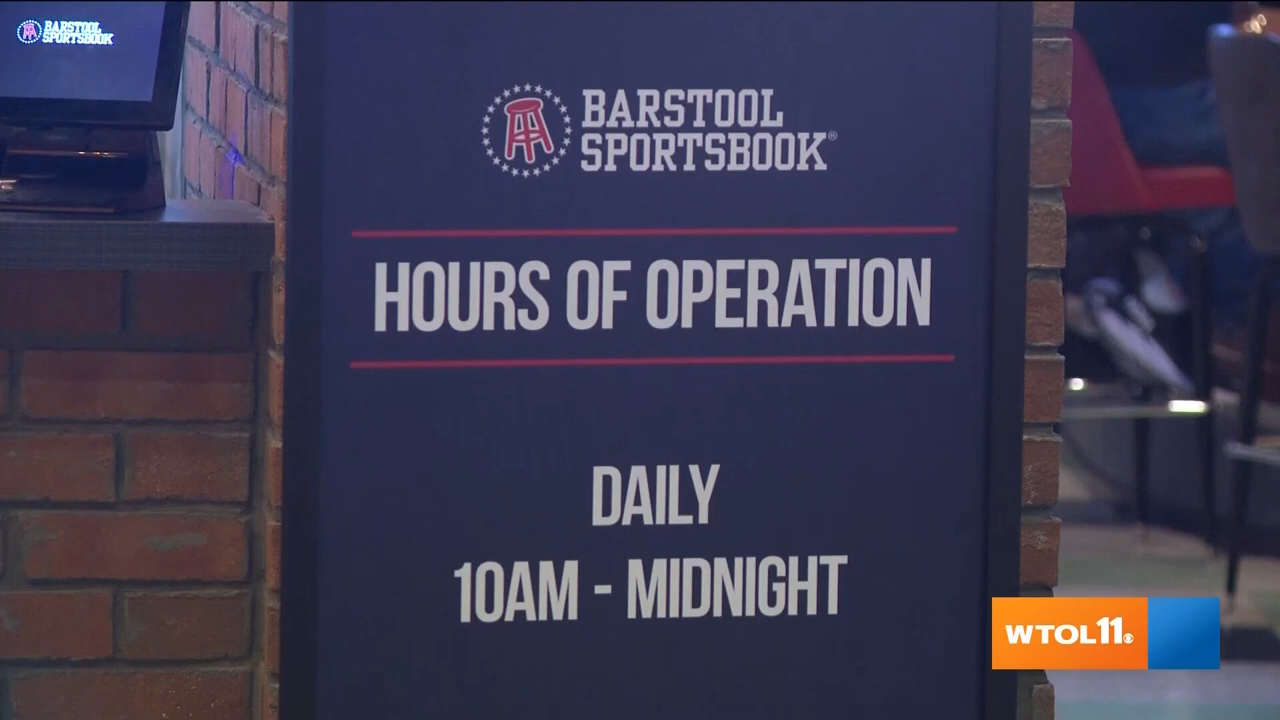 BARSTOOL
SPORTSBOOK
BARSTOOL
SPORTSBOOK®
HOURS OF OPERATION
DAILY
10AM - MIDNIGHT
WTOL11